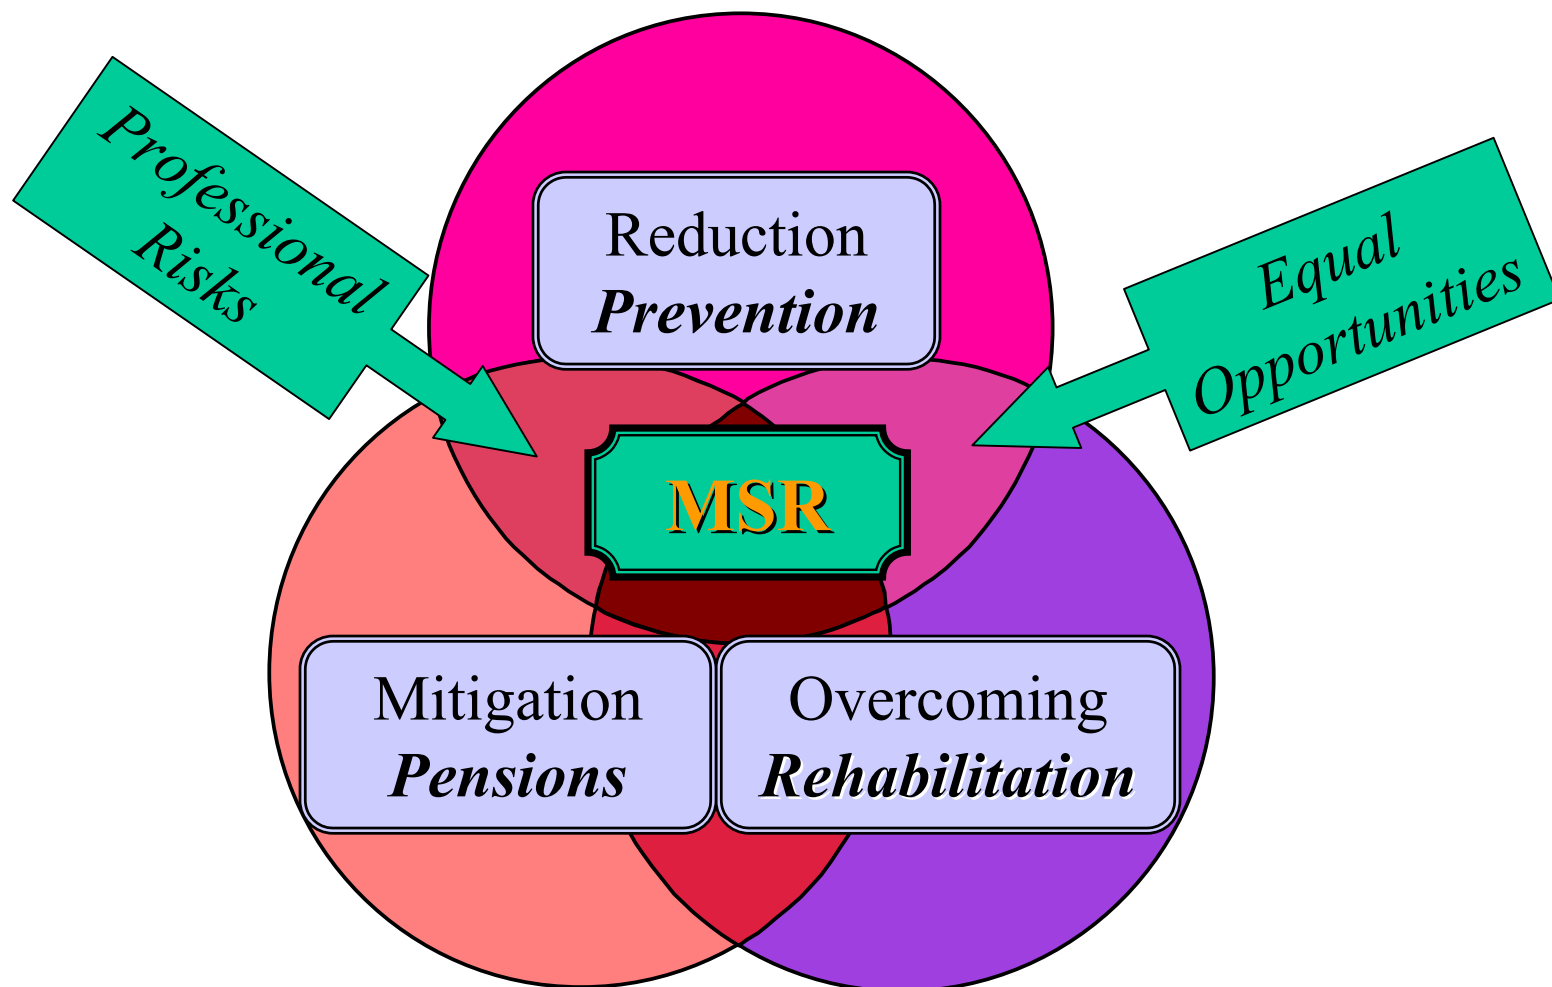 Professional
Risks
Reduction
Prevention
Equal
Opportunities
MSR
Mitigation
Pensions
Overcoming
Rehabilitation